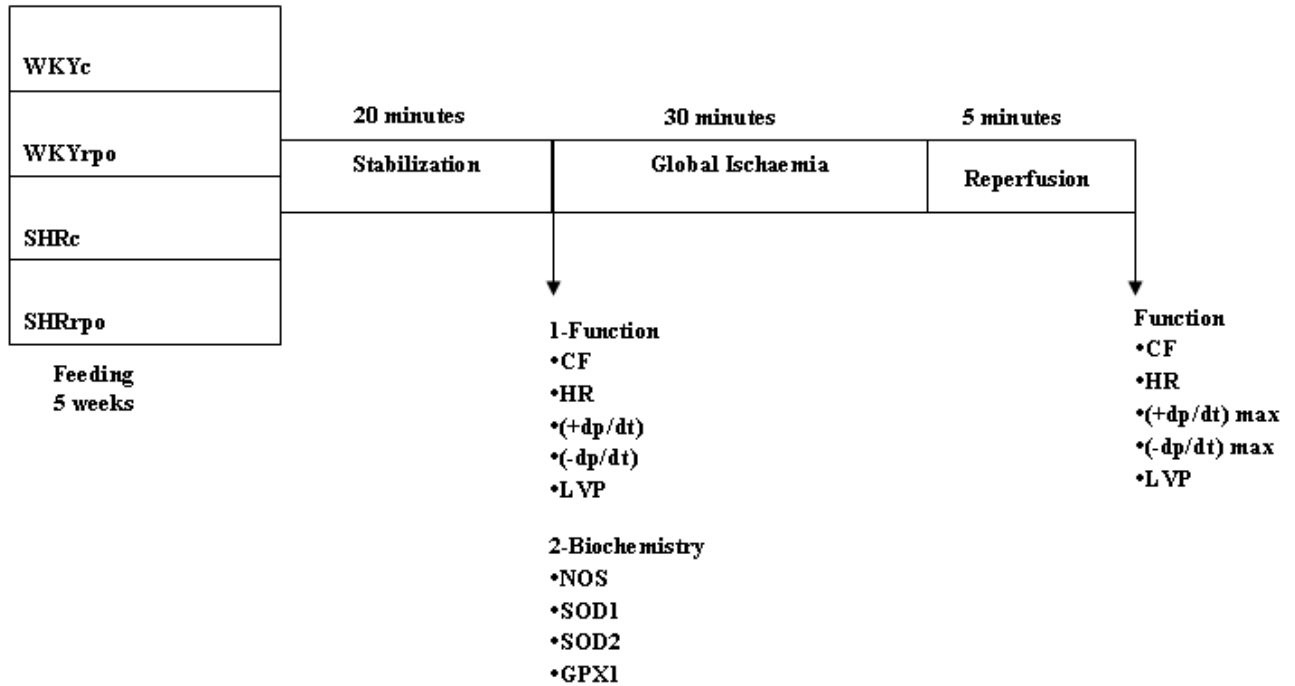 WKYc
WKYrpo
SHRc
SHRrpo
Feeding
5 weeks
20 minutes
30 minutes
5 minutes
Stabilization
Global Ischaemia
Reperfusion
1-Function
•CF
•HR
•(+dp/dt)
•(-dp/dt)
•LVP
2-Biochemistry
•NOS
•SOD1
•SOD2
•GPX1
Function
•CF
•HR
•(+dp/dt) max
•(-dp/dt) max
•LVP